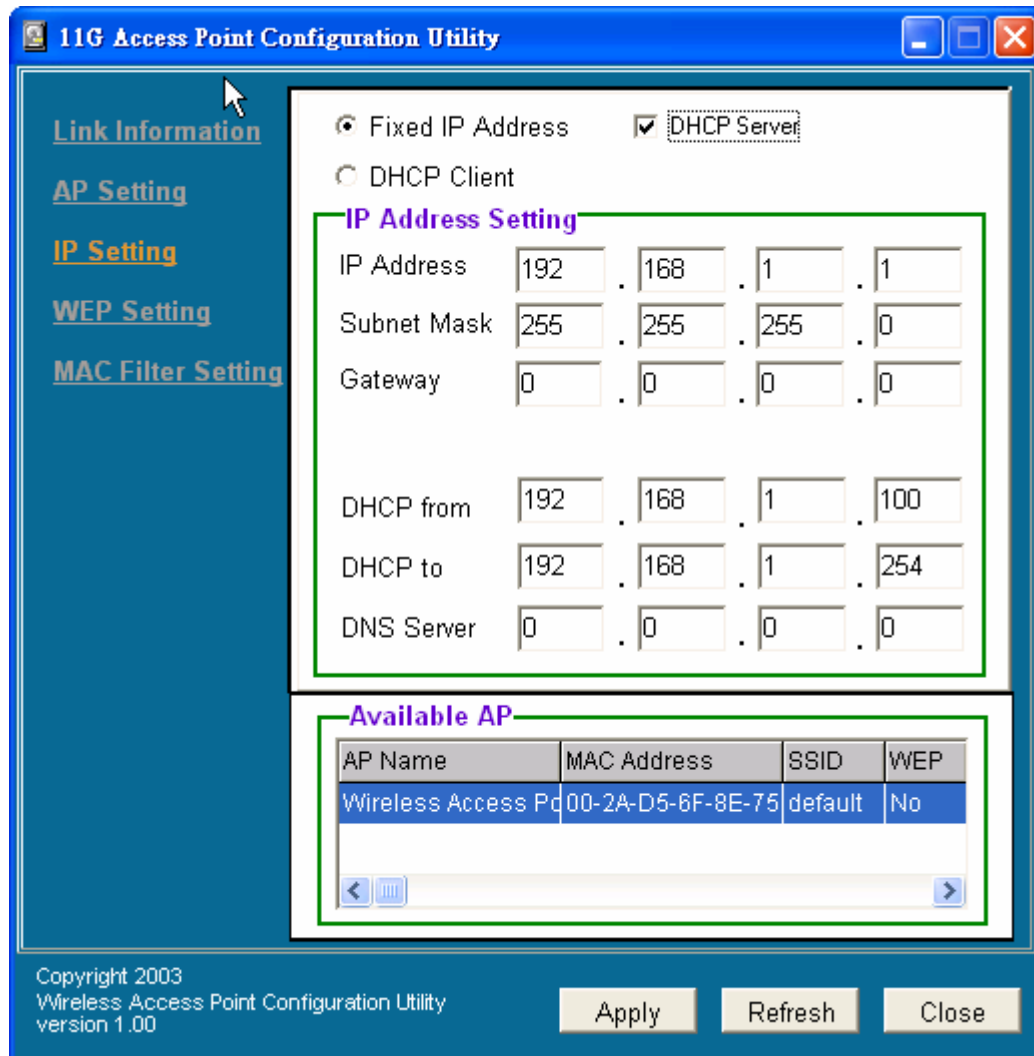 11G Access Point Configuration Utility
Link Information
AP Setting
IP Setting
WEP Setting
MAC Filter Setting
Fixed IP Address DHCP Server
DHCP Client
IP Address Setting
IP Address 192 . 168 . 1 . 1
Subnet Mask 255 . 255 . 255 . 0
Gateway 0 . 0 . 0 . 0
DHCP from 192 . 168 . 1 . 100
DHCP to 192 . 168 . 1 . 254
DNS Server 0 . 0 . 0 . 0
Available AP
AP Name MAC Address SSID WEP
Wireless Access Po 00-2A-D5-6F-8E-75 default No
Copyright 2003
Wireless Access Point Configuration Utility
version 1.00
Apply Refresh Close